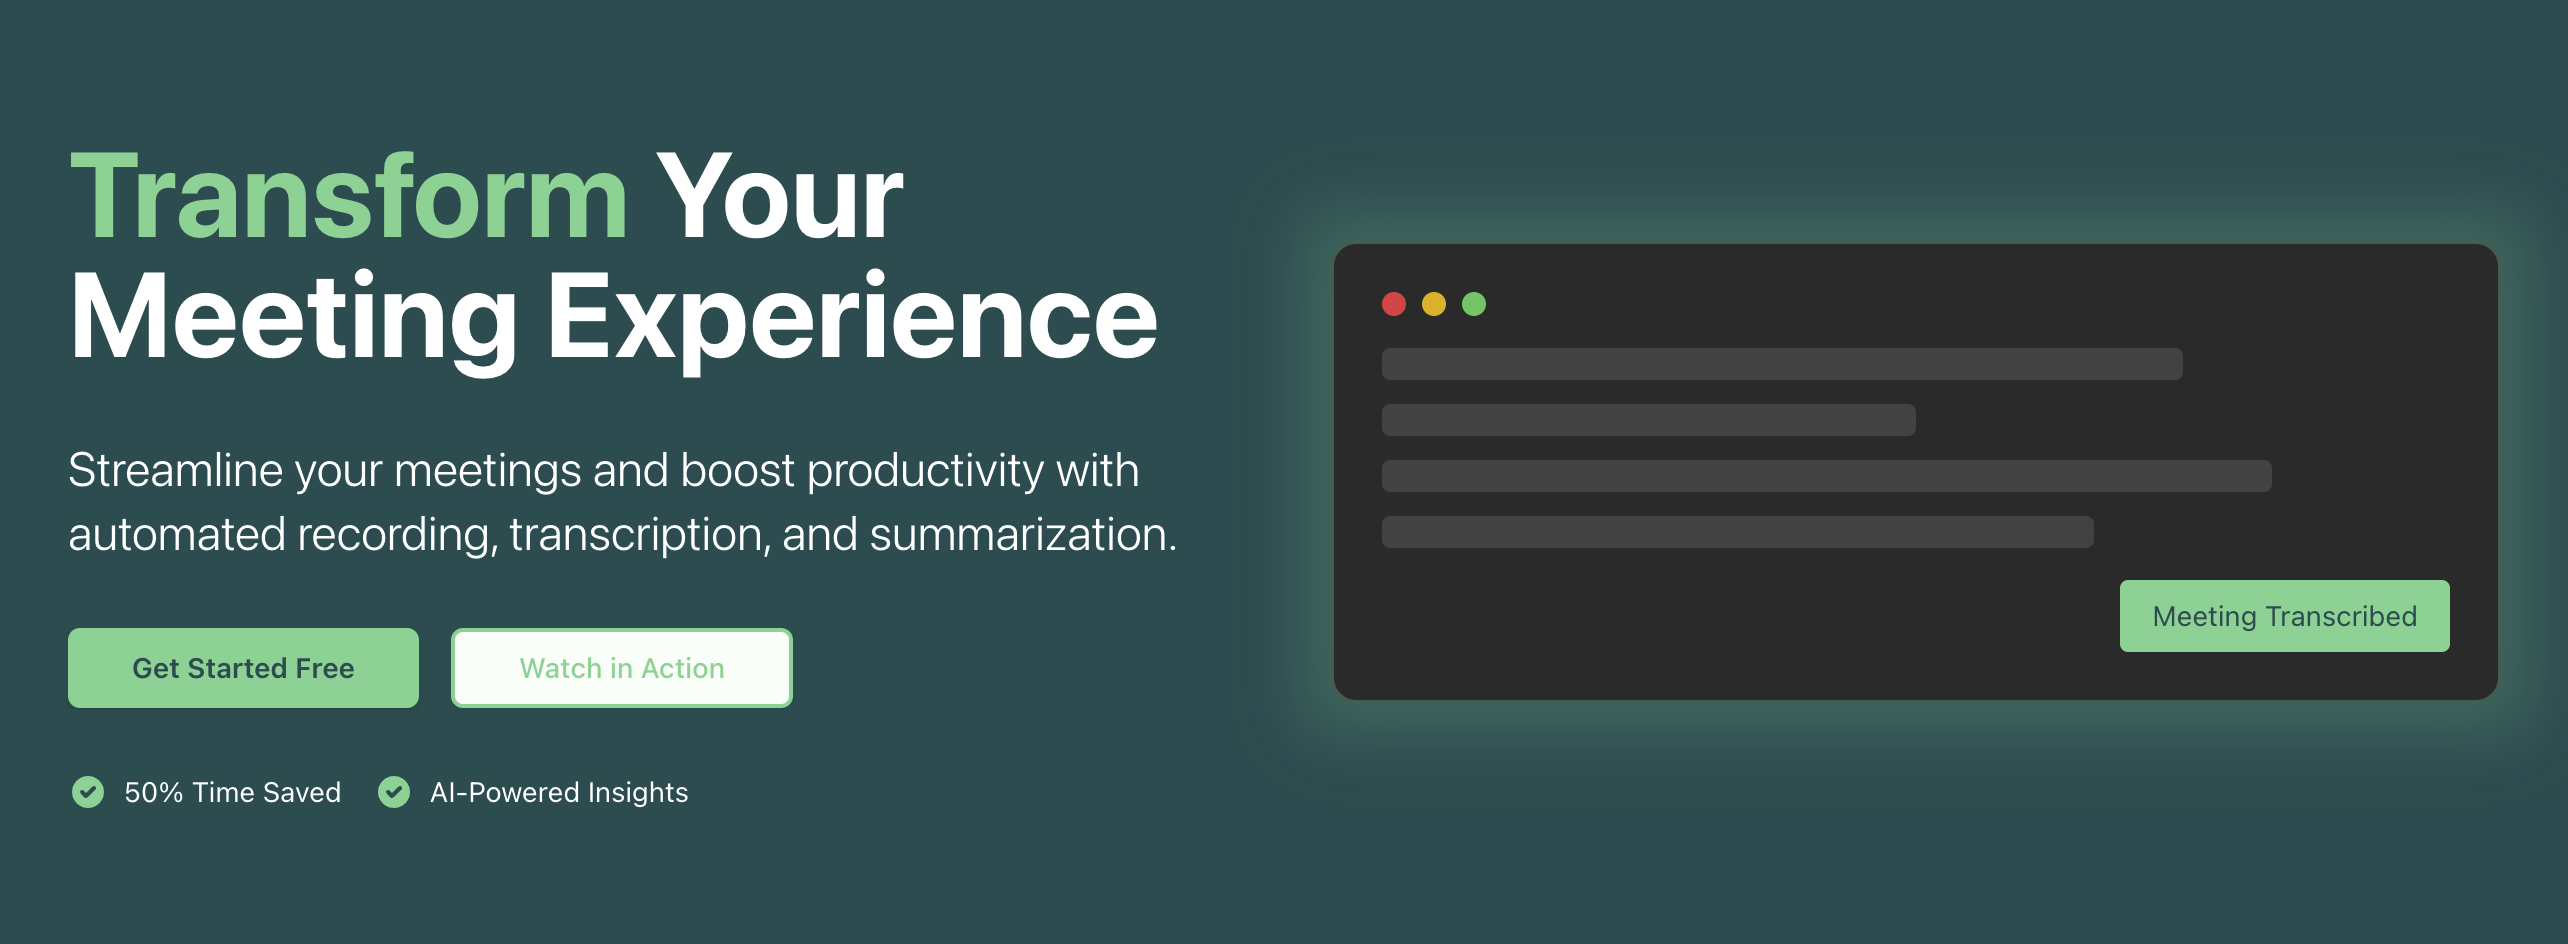 Transform Your
Meeting Experience
Streamline your meetings and boost productivity with
automated recording, transcription, and summarization.
Get Started Free
Watch in Action
50% Time Saved
AI-Powered Insights
Meeting Transcribed